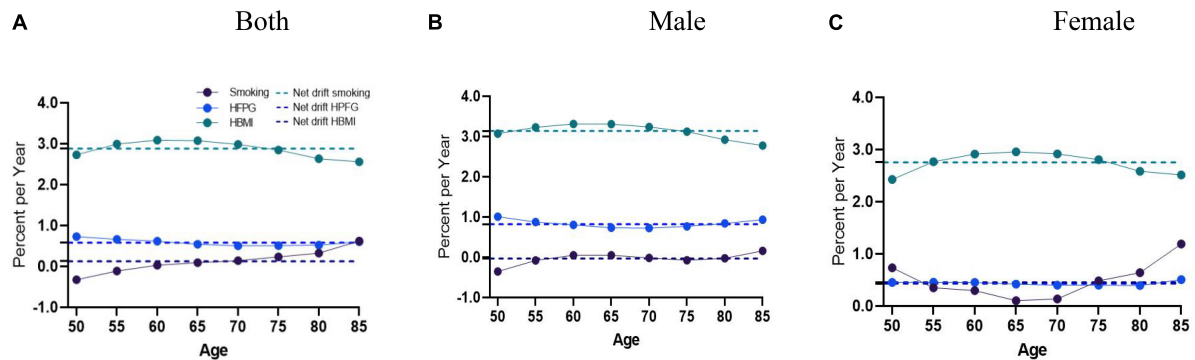 A Both
Smoking Net drift smoking
HFPG Net drift HPFG
HBMI Net drift HBMI
Percent per Year
4.0
3.0
2.0
1.0
0.0
-1.0
50 55 60 65 70 75 80 85
Age
B Male
Percent per Year
4.0
3.0
2.0
1.0
0.0
-1.0
50 55 60 65 70 75 80 85
Age
C Female
Percent per Year
4.0
3.0
2.0
1.0
0.0
50 55 60 65 70 75 80 85
Age